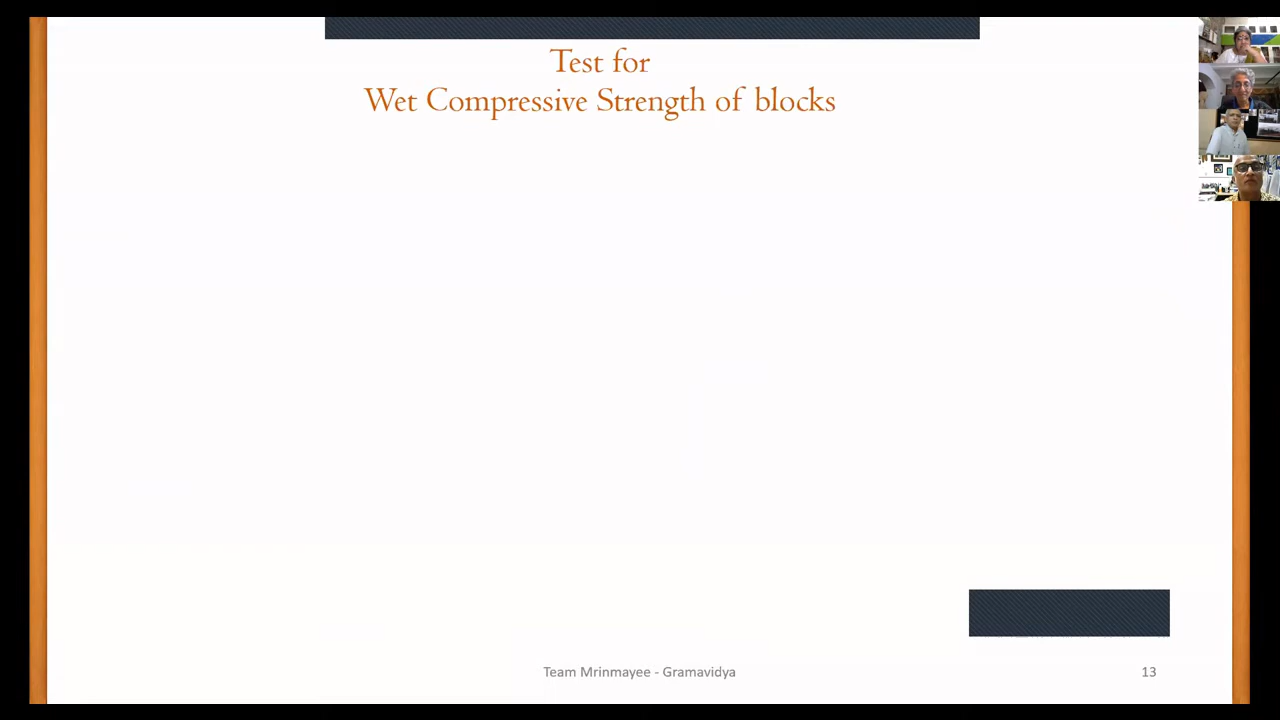 Test for
Wet Compressive Strength of blocks
Team Mrinmayee - Gramavidya
13